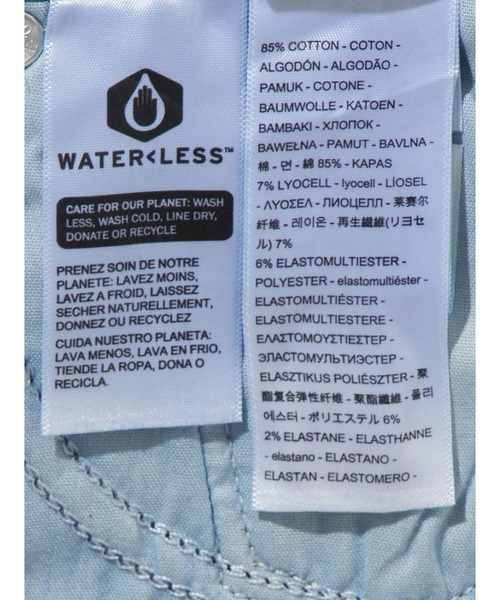 WATER<LESS™
CARE FOR OUR PLANET: WASH
LESS, WASH COLD, LINE DRY,
DONATE OR RECYCLE
PRENEZ SOIN DE NOTRE
PLANETE: LAVEZ MOINS,
LAVEZ A FROID, LAISSEZ
SECHER NATURELLEMENT,
DONNEZ OU RECYCLEZ
CUIDA NUESTRO PLANETA:
LAVA MENOS, LAVA EN FRIO,
TIENDE LA ROPA, DONA O
RECICLA.
85% COTTON - COTON -
ALGODÓN - ALGODÃO -
PAMUK - COTONE -
BAUMWOLLE - KATOEN -
BAMBAKI - ХЛОПОК -
BAWEŁNA - PAMUT - BAVLNA -
棉 - 면 - 綿 85% - KAPAS
7% LYOCELL - lyocell - LİOSEL
- ΛΥΟΣΕΛ - ЛИОЦЕЛЛ - 莱赛尔
纤维 - 레이온 - 再生繊維(リヨセ
ル) 7%
6% ELASTOMULTIESTER -
POLYESTER - elastomultiéster -
ELASTOMULTIÉSTER -
ELASTOMULTIESTERE -
ΕΛΑΣΤΟΜΟΥΣΤΙΕΣΤΕΡ -
ЭЛАСТОМУЛЬТИЭСТЕР -
ELASZTIKUS POLIÉSZTER - 聚
酯复合弹性纤维 - 聚酯纖維 - 폴리
에스터 - ポリエステル 6%
2% ELASTANE - ELASTHANNE
- elastano - ELASTANO -
ELASTAN - ELASTOMERO -